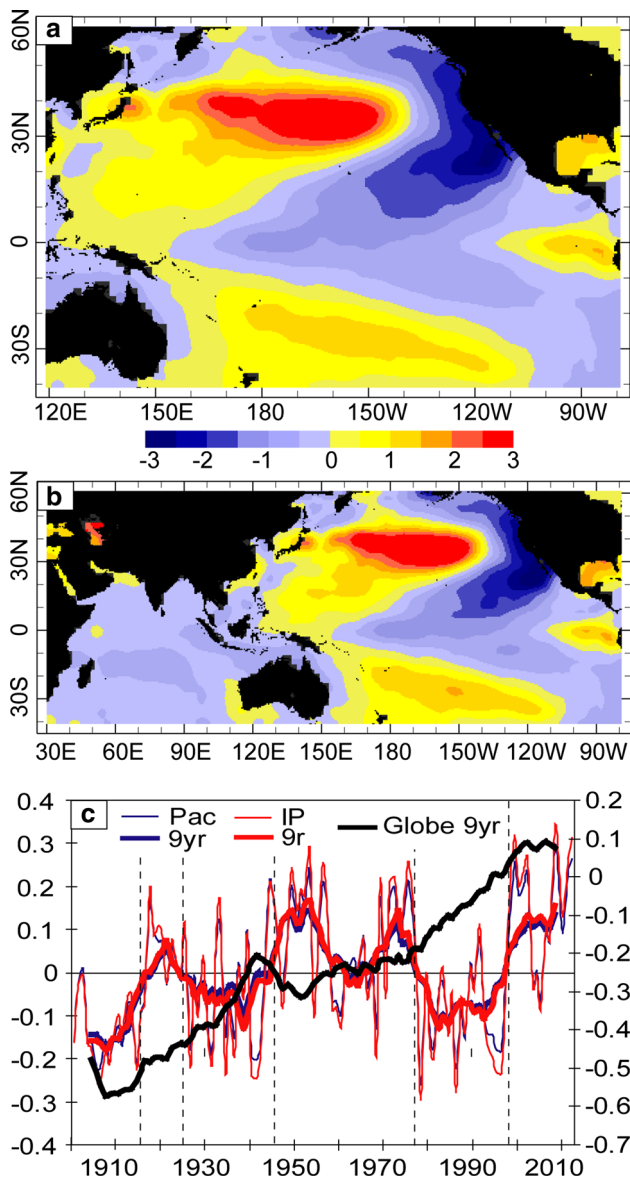 a
60N
30N
0
30S
120E 150E 180 150W 120W 90W
-3 -2 -1 0 1 2 3
b
60N
30N
0
30S
30E 60E 90E 120E 150E 180 150W 120W 90W
c
Pac IP Globe 9yr
9yr 9r
0.4 0.2
0.3 0.1
0.2 0
0.1 -0.1
0 -0.2
-0.3
-0.1 -0.4
-0.2 -0.5
-0.3 -0.6
-0.4 -0.7
1910 1930 1950 1970 1990 2010